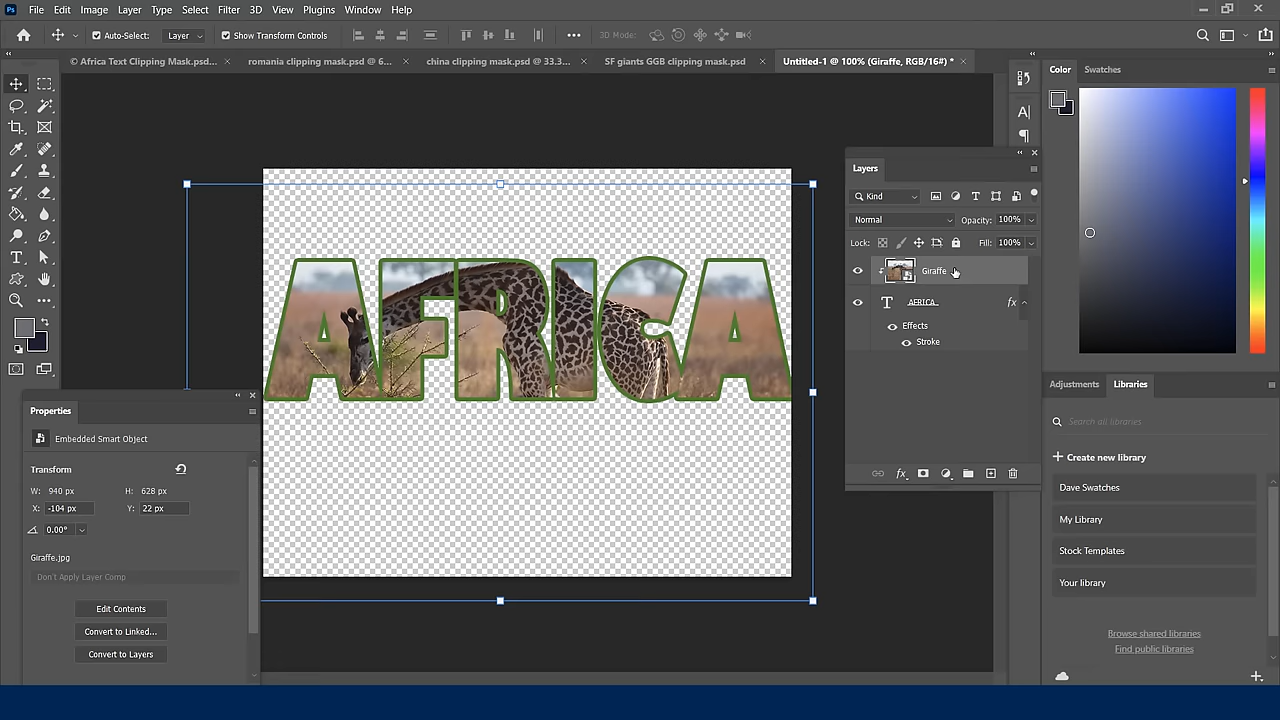 Ps File Edit Image Layer Type Select Filter 3D View Plugins Window Help
Auto-Select: Layer Show Transform Controls 3D Mode:
© Africa Text Clipping Mask.psd... × romania clipping mask.psd @ 6... × china clipping mask.psd @ 33.3... × SF giants GGB clipping mask.psd × Untitled-1 @ 100% (Giraffe, RGB/16#) * ×
Color Swatches
Layers
Kind
Normal Opacity: 100%
Lock: Fill: 100%
Giraffe
AFRICA fx
Effects
Stroke
AFRICA
Adjustments Libraries
Search all libraries
Create new library
Dave Swatches
My Library
Stock Templates
Your library
Browse shared libraries
Find public libraries
Properties
Embedded Smart Object
Transform
W: 940 px H: 628 px
X: -104 px Y: 22 px
0.00°
Giraffe.jpg
Don't Apply Layer Comp
Edit Contents
Convert to Linked...
Convert to Layers